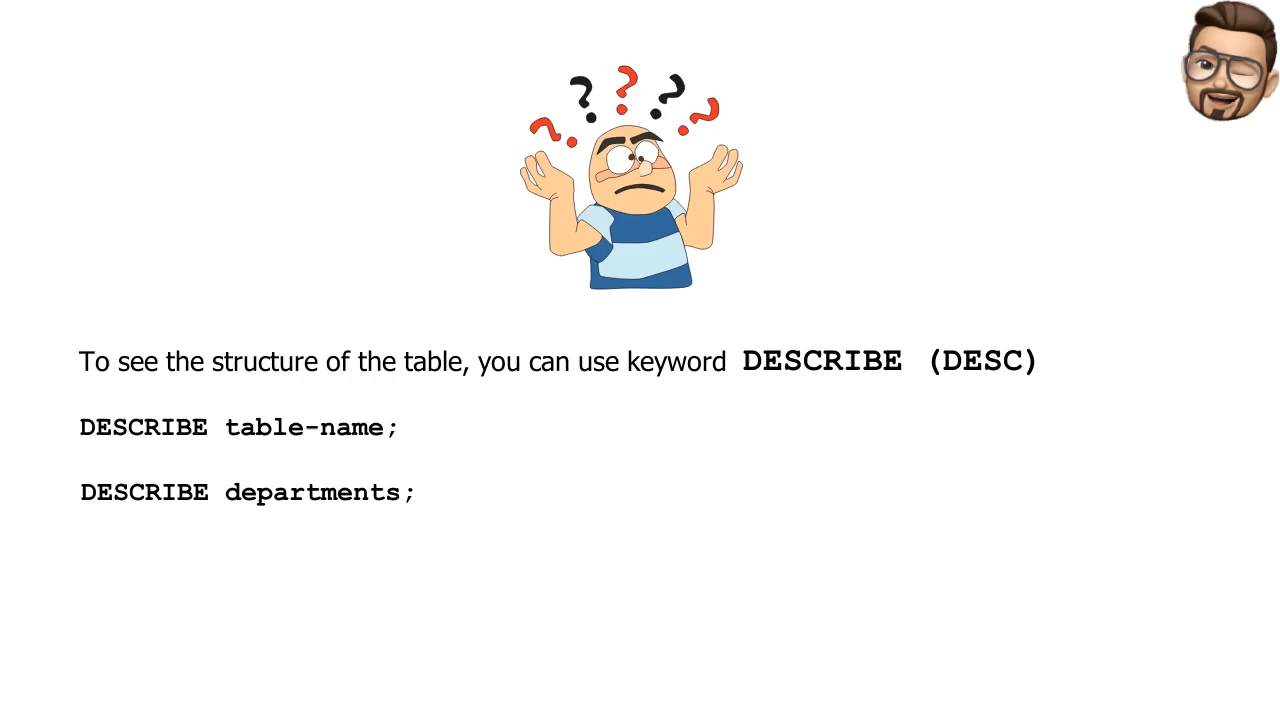 ? ? ? ? ?
To see the structure of the table, you can use keyword DESCRIBE (DESC)
DESCRIBE table-name;
DESCRIBE departments;